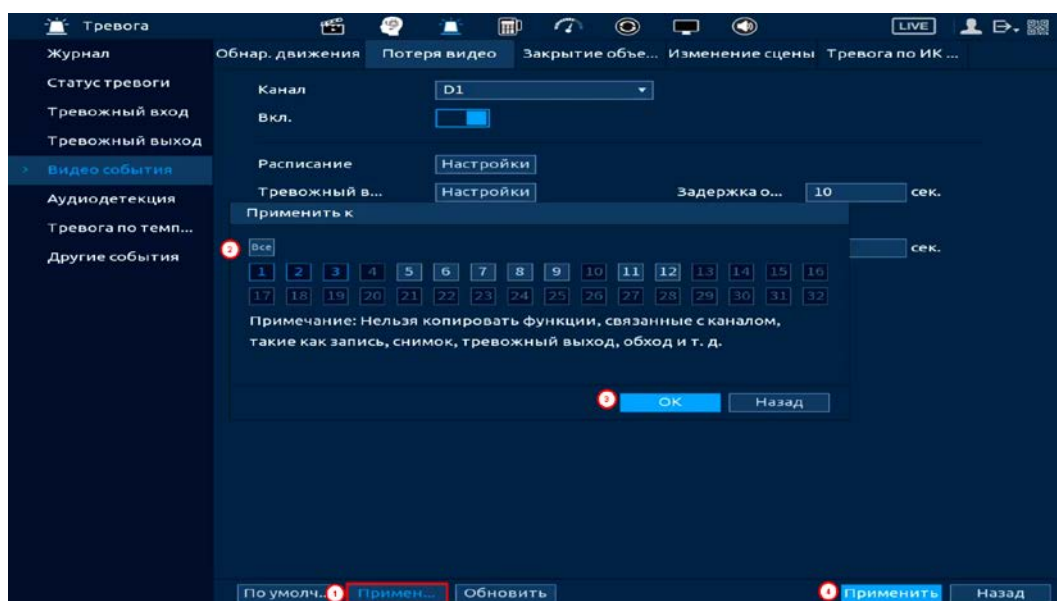 Тревога
LIVE
Журнал
Статус тревоги
Тревожный вход
Тревожный выход
> Видео события
Аудиодетекция
Тревога по темп...
Другие события
Обнар. движения Потеря видео Закрытие объе... Изменение сцены Тревога по ИК ...
Канал D1
Вкл.
Расписание Настройки
Тревожный в... Настройки Задержка о... 10 сек.
сек.
Применить к
2 Все
1 2 3 4 5 6 7 8 9 10 11 12 13 14 15 16
17 18 19 20 21 22 23 24 25 26 27 28 29 30 31 32
Примечание: Нельзя копировать функции, связанные с каналом,
такие как запись, снимок, тревожный выход, обход и т. д.
3 OK Назад
По умолч... 1 Примен... Обновить 4 Применить Назад